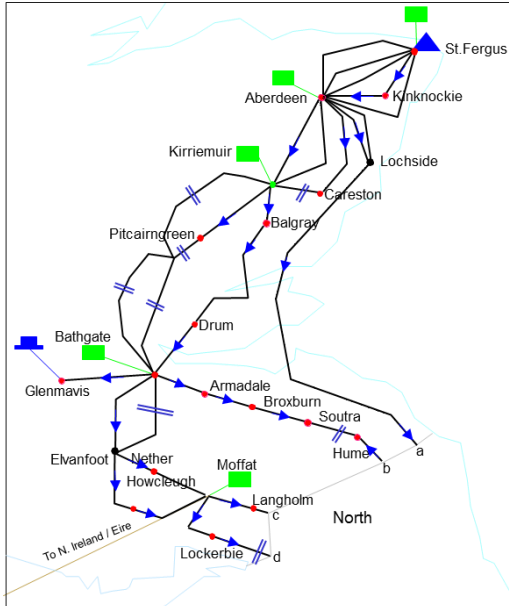 St.Fergus
Aberdeen
Kinknockie
Kirriemuir
Lochside
Careston
Pitcairngreen
Balgray
Drum
Bathgate
Glenmavis
Armadale
Broxburn
Soutra
Hume
a
b
Elvanfoot
Nether
Howcleugh
Moffat
Langholm
c
North
To N. Ireland / Eire
Lockerbie
d